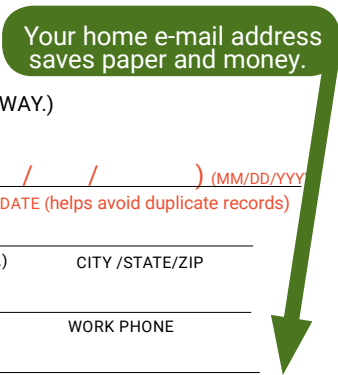 Your home e-mail address
saves paper and money.
WAY.)
/ / ) (MM/DD/YYY
DATE (helps avoid duplicate records)
.) CITY /STATE/ZIP
WORK PHONE